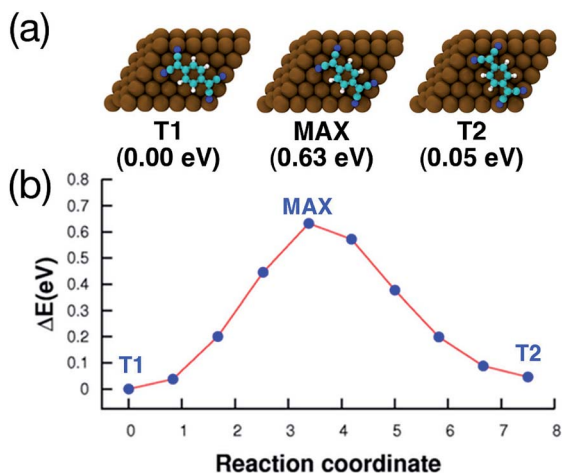 (a)
T1 MAX T2
(0.00 eV) (0.63 eV) (0.05 eV)
(b)
0.8
0.7
0.6
0.5
0.4
0.3
0.2
0.1
0
ΔE(eV)
MAX
T1
T2
0 1 2 3 4 5 6 7 8
Reaction coordinate